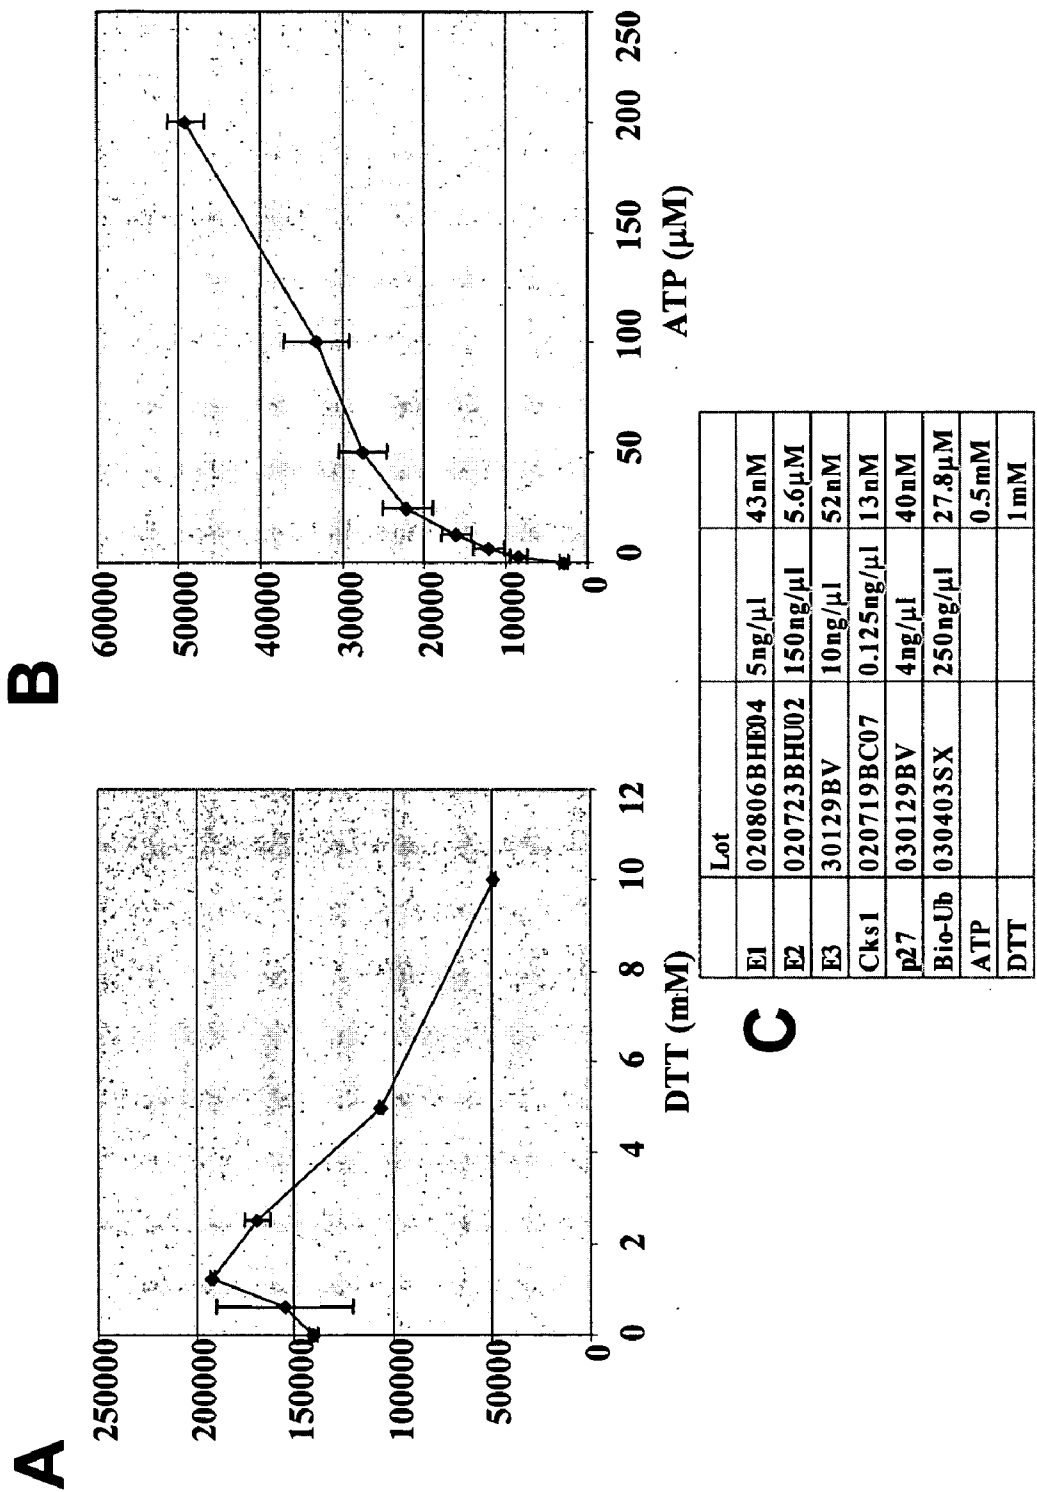 A
250000
200000
150000
100000
50000
0
0 2 4 6 8 10 12
DTT (mM)
B
60000
50000
40000
30000
20000
10000
0
0 50 100 150 200 250
ATP (µM)
C
Lot
E1 020806BHE04 5ng/µl 43nM
E2 020723BHU02 150ng/µl 5.6µM
E3 30129BV 10ng/µl 52nM
Cks1 020719BC07 0.125ng/µl 13nM
p27 030129BV 4ng/µl 40nM
Bio-Ub 030403SX 250ng/µl 27.8µM
ATP 0.5mM
DTT 1mM